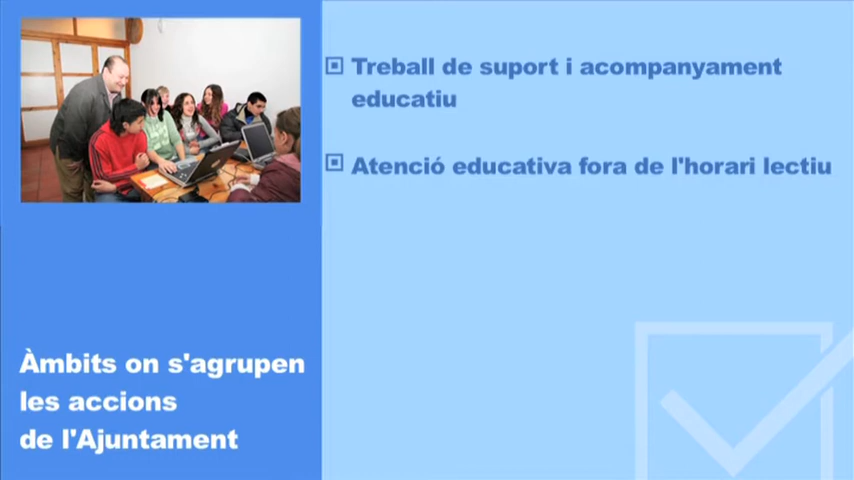 Treball de suport i acompanyament
educatiu
Atenció educativa fora de l'horari lectiu
Àmbits on s'agrupen
les accions
de l'Ajuntament